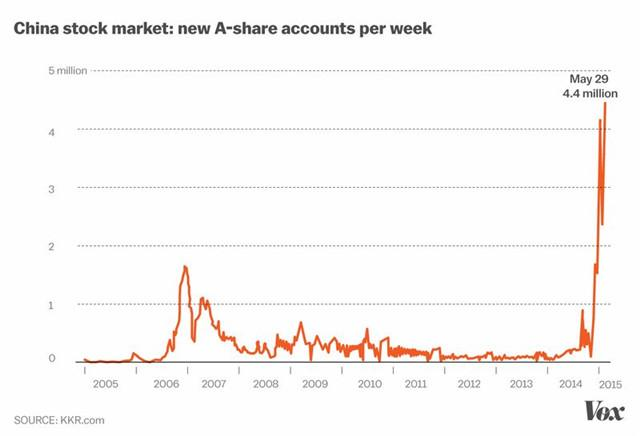 China stock market: new A-share accounts per week
5 million
May 29
4.4 million
4
3
2
1
0
2005 2006 2007 2008 2009 2010 2011 2012 2013 2014 2015
SOURCE: KKR.com
Vox